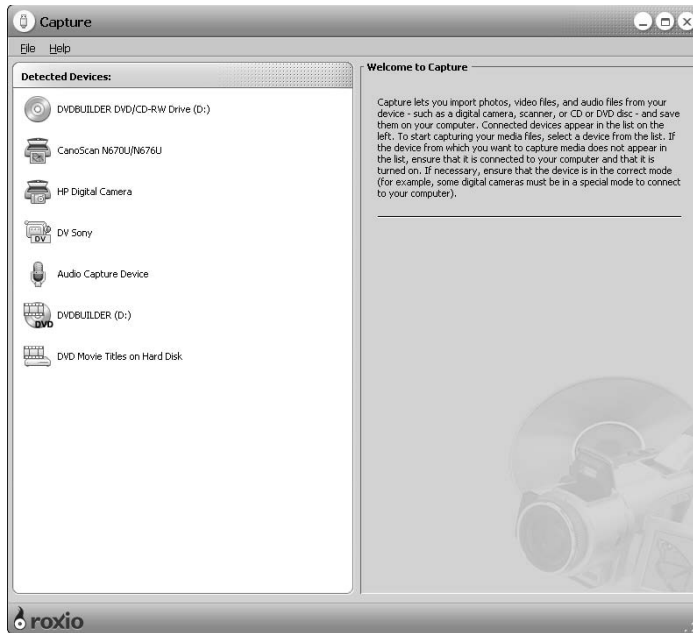 Capture
File Help
Detected Devices:
DVDBUILDER DVD/CD-RW Drive (D:)
CanoScan N670U/N676U
HP Digital Camera
DV
DV Sony
Audio Capture Device
DVD
DVDBUILDER (D:)
DVD Movie Titles on Hard Disk
Welcome to Capture
Capture lets you import photos, video files, and audio files from your
device - such as a digital camera, scanner, or CD or DVD disc - and save
them on your computer. Connected devices appear in the list on the
left. To start capturing your media files, select a device from the list. If
the device from which you want to capture media does not appear in
the list, ensure that it is connected to your computer and that it is
turned on. If necessary, ensure that the device is in the correct mode
(for example, some digital cameras must be in a special mode to connect
to your computer).
roxio